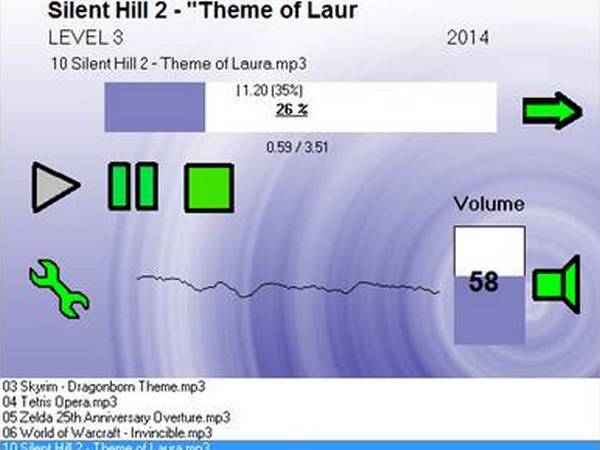 Silent Hill 2 - "Theme of Laur
LEVEL 3 2014
10 Silent Hill 2 - Theme of Laura.mp3
|1.20 (35%)
26 %
0.59 / 3.51
Volume
58
03 Skyrim - Dragonborn Theme.mp3
04 Tetris Opera.mp3
05 Zelda 25th Anniversary Overture.mp3
06 World of Warcraft - Invincible.mp3
10 Silent Hill 2 - Theme of Laura.mp3